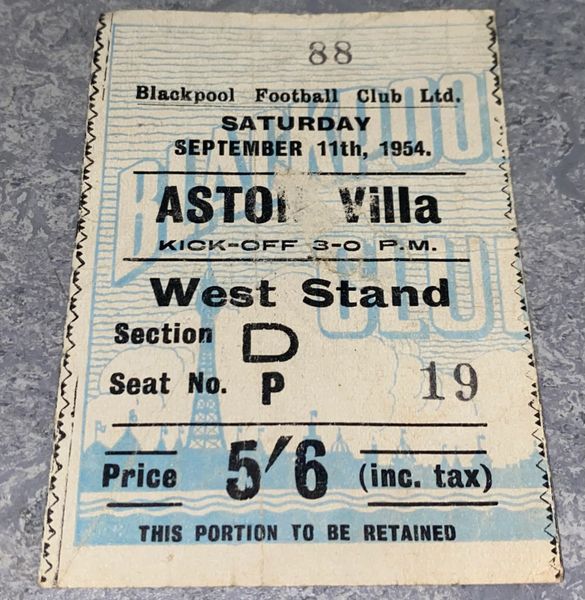 88
Blackpool Football Club Ltd.
SATURDAY
SEPTEMBER 11th, 1954.
Villa
KICK-OFF 3-0 P.M.
West Stand
Section D
Seat No. P 19
Price 5'6 (inc. tax)
THIS PORTION TO BE RETAINED